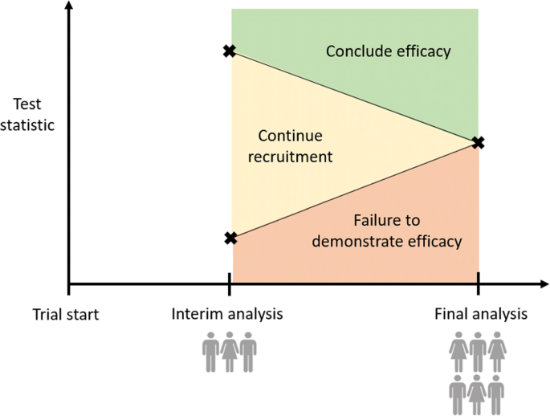 Conclude efficacy
Test
statistic
Continue
recruitment
Failure to
demonstrate efficacy
Trial start
Interim analysis
Final analysis